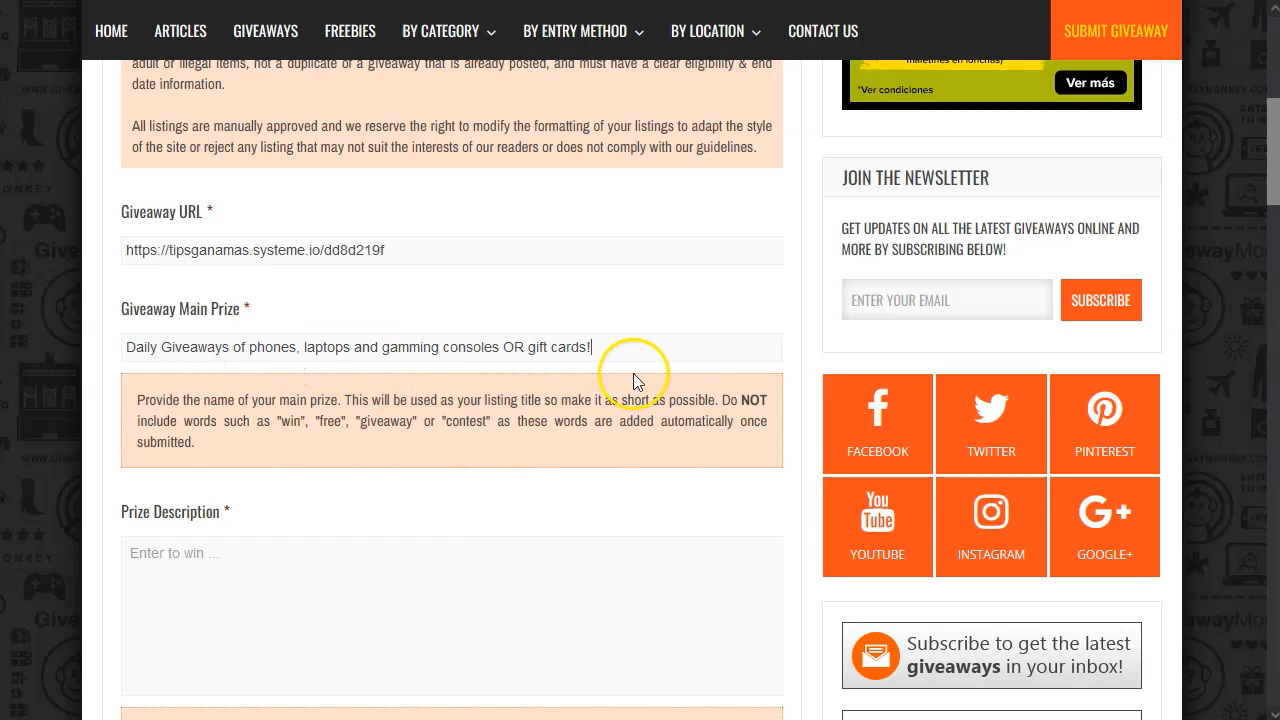 HOME
ARTICLES
GIVEAWAYS
FREEBIES
BY CATEGORY
BY ENTRY METHOD
BY LOCATION
CONTACT US
SUBMIT GIVEAWAY
adult or illegal items, not a duplicate of a giveaway that is already posted, and must have a clear eligibility & end
date information.
All listings are manually approved and we reserve the right to modify the formatting of your listings to adapt the style
of the site or reject any listing that may not suit the interests of our readers or does not comply with our guidelines.
Giveaway URL *
https://tipsganamas.systeme.io/dd8d219f
Giveaway Main Prize *
Daily Giveaways of phones, laptops and gamming consoles OR gift cards!
Provide the name of your main prize. This will be used as your listing title so make it as short as possible. Do NOT
include words such as "win", "free", "giveaway" or "contest" as these words are added automatically once
submitted.
Prize Description *
Enter to win ...
*Ver condiciones
Ver más
JOIN THE NEWSLETTER
GET UPDATES ON ALL THE LATEST GIVEAWAYS ONLINE AND
MORE BY SUBSCRIBING BELOW!
ENTER YOUR EMAIL
SUBSCRIBE
FACEBOOK
TWITTER
PINTEREST
You
Tube
YOUTUBE
INSTAGRAM
G+
GOOGLE+
Subscribe to get the latest
giveaways in your inbox!